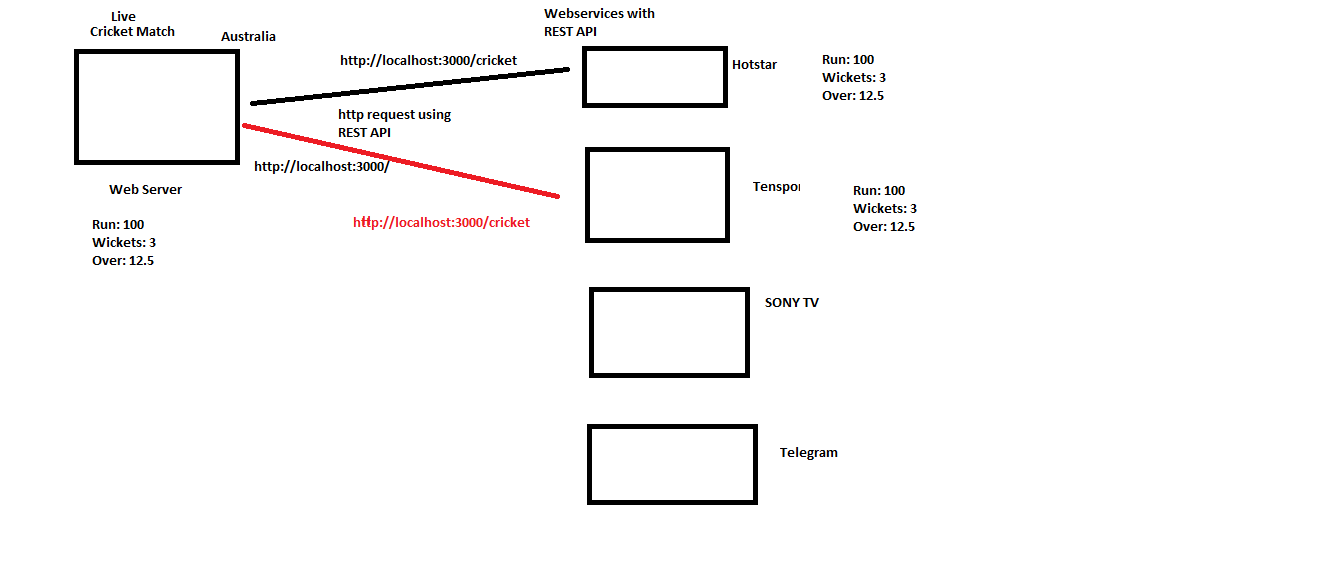 Live
Cricket Match
Australia
Web Server
Run: 100
Wickets: 3
Over: 12.5
http://localhost:3000/cricket
http request using
REST API
http://localhost:3000/
http://localhost:3000/cricket
Webservices with
REST API
Hotstar
Run: 100
Wickets: 3
Over: 12.5
Tenspor
Run: 100
Wickets: 3
Over: 12.5
SONY TV
Telegram